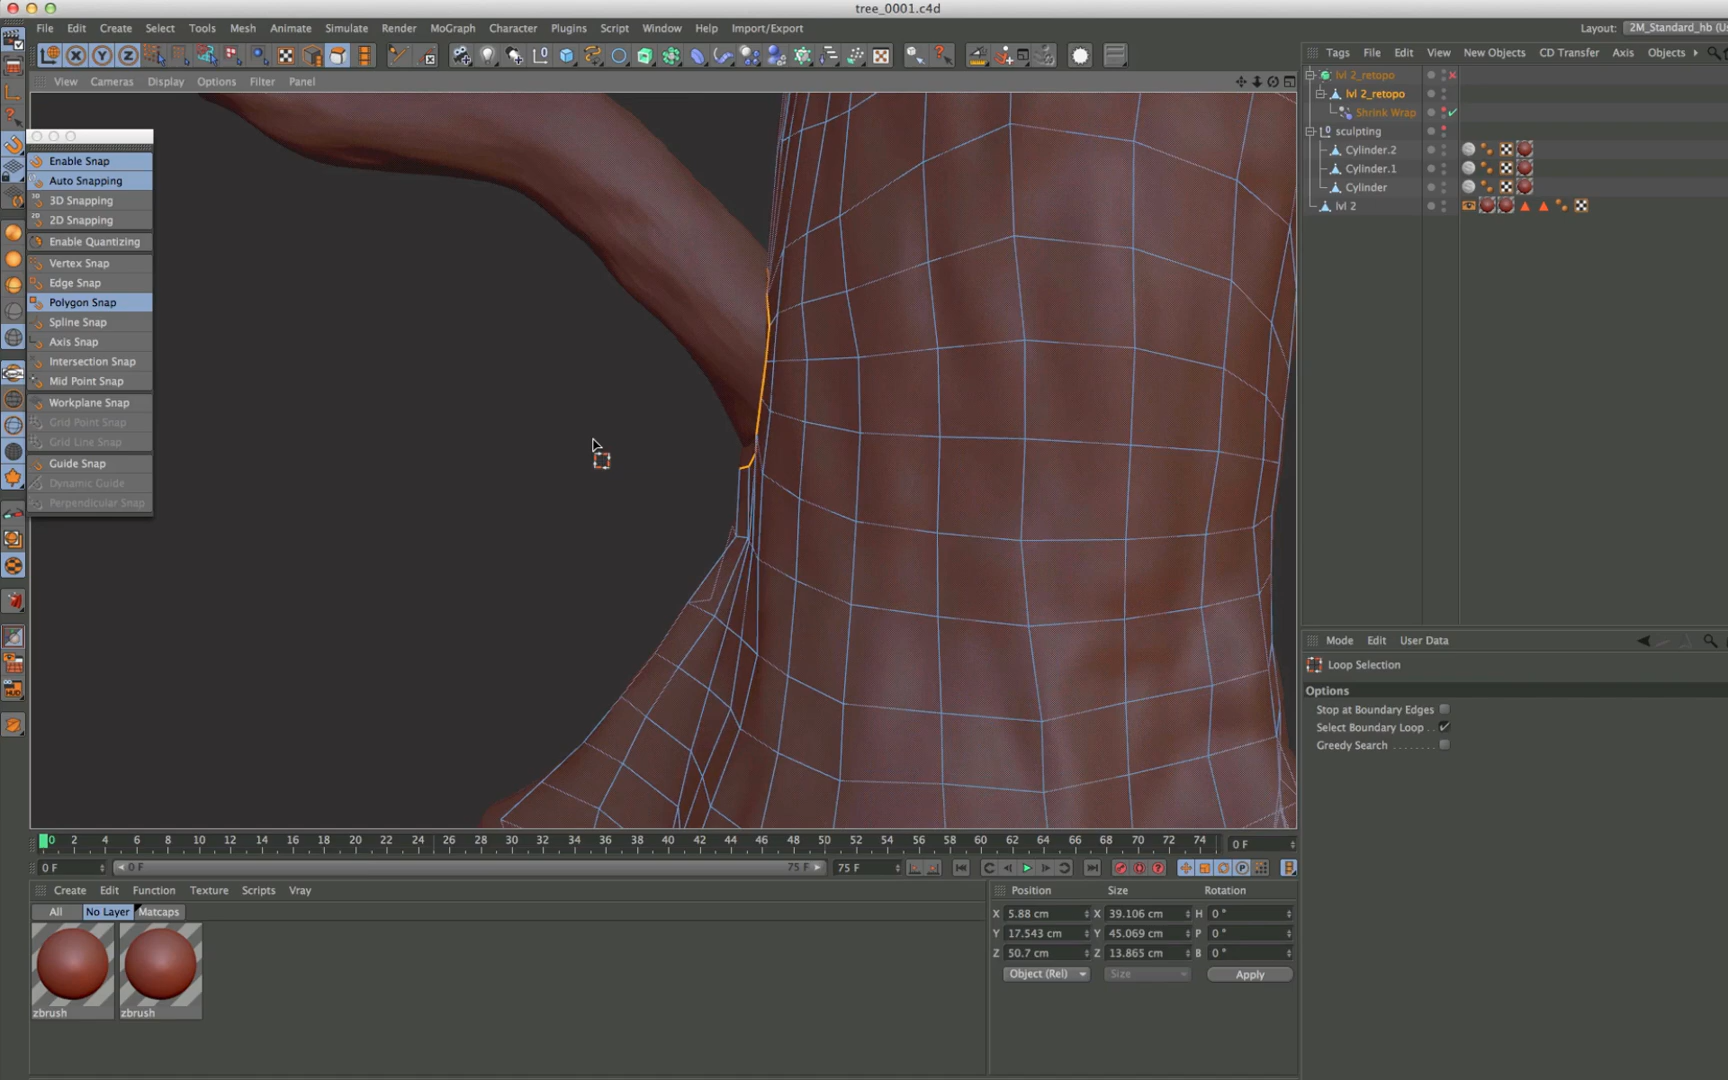 tree_0001.c4d
File Edit Create Select Tools Mesh Animate Simulate Render MoGraph Character Plugins Script Window Help Import/Export
Layout: 2M_Standard_hb (U
Tags File Edit View New Objects CD Transfer Axis Objects
View Cameras Display Options Filter Panel
lvl 2_retopo
lvl 2_retopo
Shrink Wrap
sculpting
Cylinder.2
Cylinder.1
Cylinder
lvl 2
Enable Snap
Auto Snapping
3D Snapping
2D Snapping
Enable Quantizing
Vertex Snap
Edge Snap
Polygon Snap
Spline Snap
Axis Snap
Intersection Snap
Mid Point Snap
Workplane Snap
Grid Point Snap
Grid Line Snap
Guide Snap
Dynamic Guide
Perpendicular Snap
Mode Edit User Data
Loop Selection
Options
Stop at Boundary Edges
Select Boundary Loop
Greedy Search
0 2 4 6 8 10 12 14 16 18 20 22 24 26 28 30 32 34 36 38 40 42 44 46 48 50 52 54 56 58 60 62 64 66 68 70 72 74 0 F
0 F 0 F 75 F 75 F
Create Edit Function Texture Scripts Vray
All No Layer Matcaps
zbrush zbrush
Position Size Rotation
X 5.88 cm X 39.106 cm H 0 °
Y 17.543 cm Y 45.069 cm P 0 °
Z 50.7 cm Z 13.865 cm B 0 °
Object (Rel) Size Apply